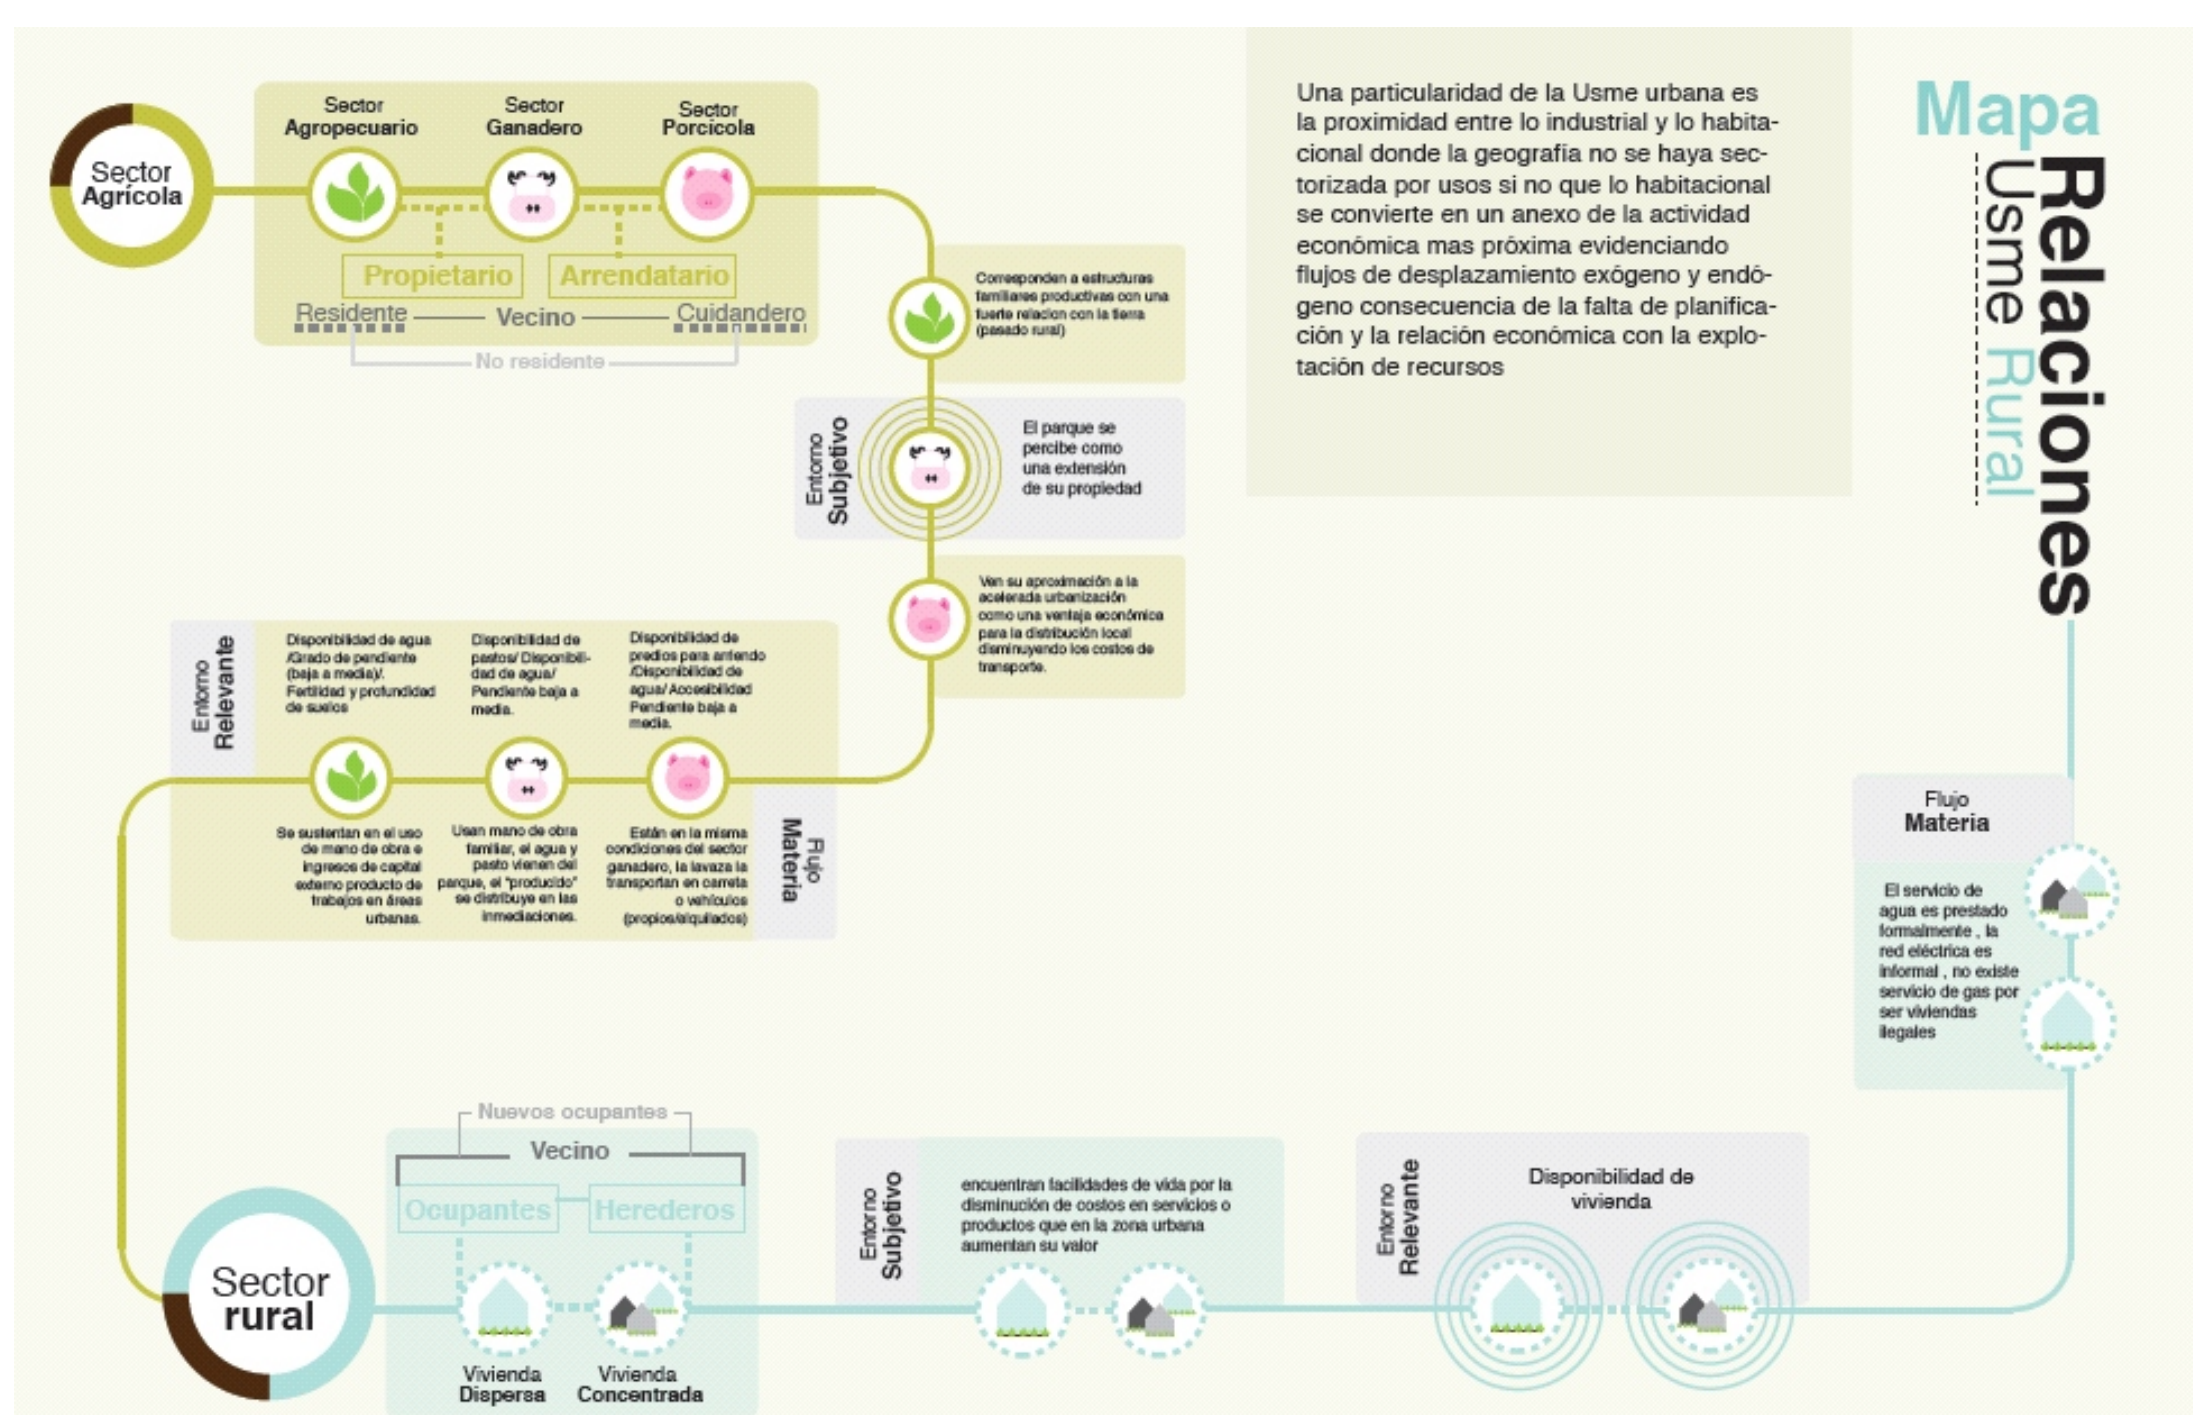 Mapa
Relaciones
Usme Rural
Una particularidad de la Usme urbana es
la proximidad entre lo industrial y lo habita-
cional donde la geografía no se haya sec-
torizada por usos si no que lo habitacional
se convierte en un anexo de la actividad
económica mas próxima evidenciando
flujos de desplazamiento exógeno y endó-
geno consecuencia de la falta de planifica-
ción y la relación económica con la explo-
tación de recursos
Sector
Agrícola
Sector
Agropecuario
Sector
Ganadero
Sector
Porcícola
Propietario
Arrendatario
Residente
Vecino
Cuidandero
No residente
Corresponden a estructuras
familiares productivas con una
fuerte relacion con la tierra
(pasado rural)
Entorno
Subjetivo
El parque se
percibe como
una extensión
de su propiedad
Ven su aproximación a la
acelerada urbanización
como una ventaja económica
para la distribución local
disminuyendo los costos de
transporte.
Entorno
Relevante
Disponibilidad de agua
/Grado de pendiente
(baja a media)/.
Fertilidad y profundidad
de suelos
Disponibilidad de
pastos/ Disponibili-
dad de agua/
Pendiente baja a
media.
Disponibilidad de
predios para arriendo
/Disponibilidad de
agua/ Accesibilidad
Pendiente baja a
media.
Se sustentan en el uso
de mano de obra e
ingresos de capital
externo producto de
trabajos en áreas
urbanas.
Usan mano de obra
familiar, el agua y
pasto vienen del
parque, el "producido"
se distribuye en las
inmediaciones.
Están en la misma
condiciones del sector
ganadero, la lavaza la
transportan en carreta
o vehículos
(propios/alquilados)
Flujo
Materia
Sector
rural
Nuevos ocupantes
Vecino
Ocupantes
Herederos
Vivienda
Dispersa
Vivienda
Concentrada
Entorno
Subjetivo
encuentran facilidades de vida por la
disminución de costos en servicios o
productos que en la zona urbana
aumentan su valor
Entorno
Relevante
Disponibilidad de
vivienda
Flujo
Materia
El servicio de
agua es prestado
formalmente , la
red eléctrica es
informal , no existe
servicio de gas por
ser viviendas
ilegales